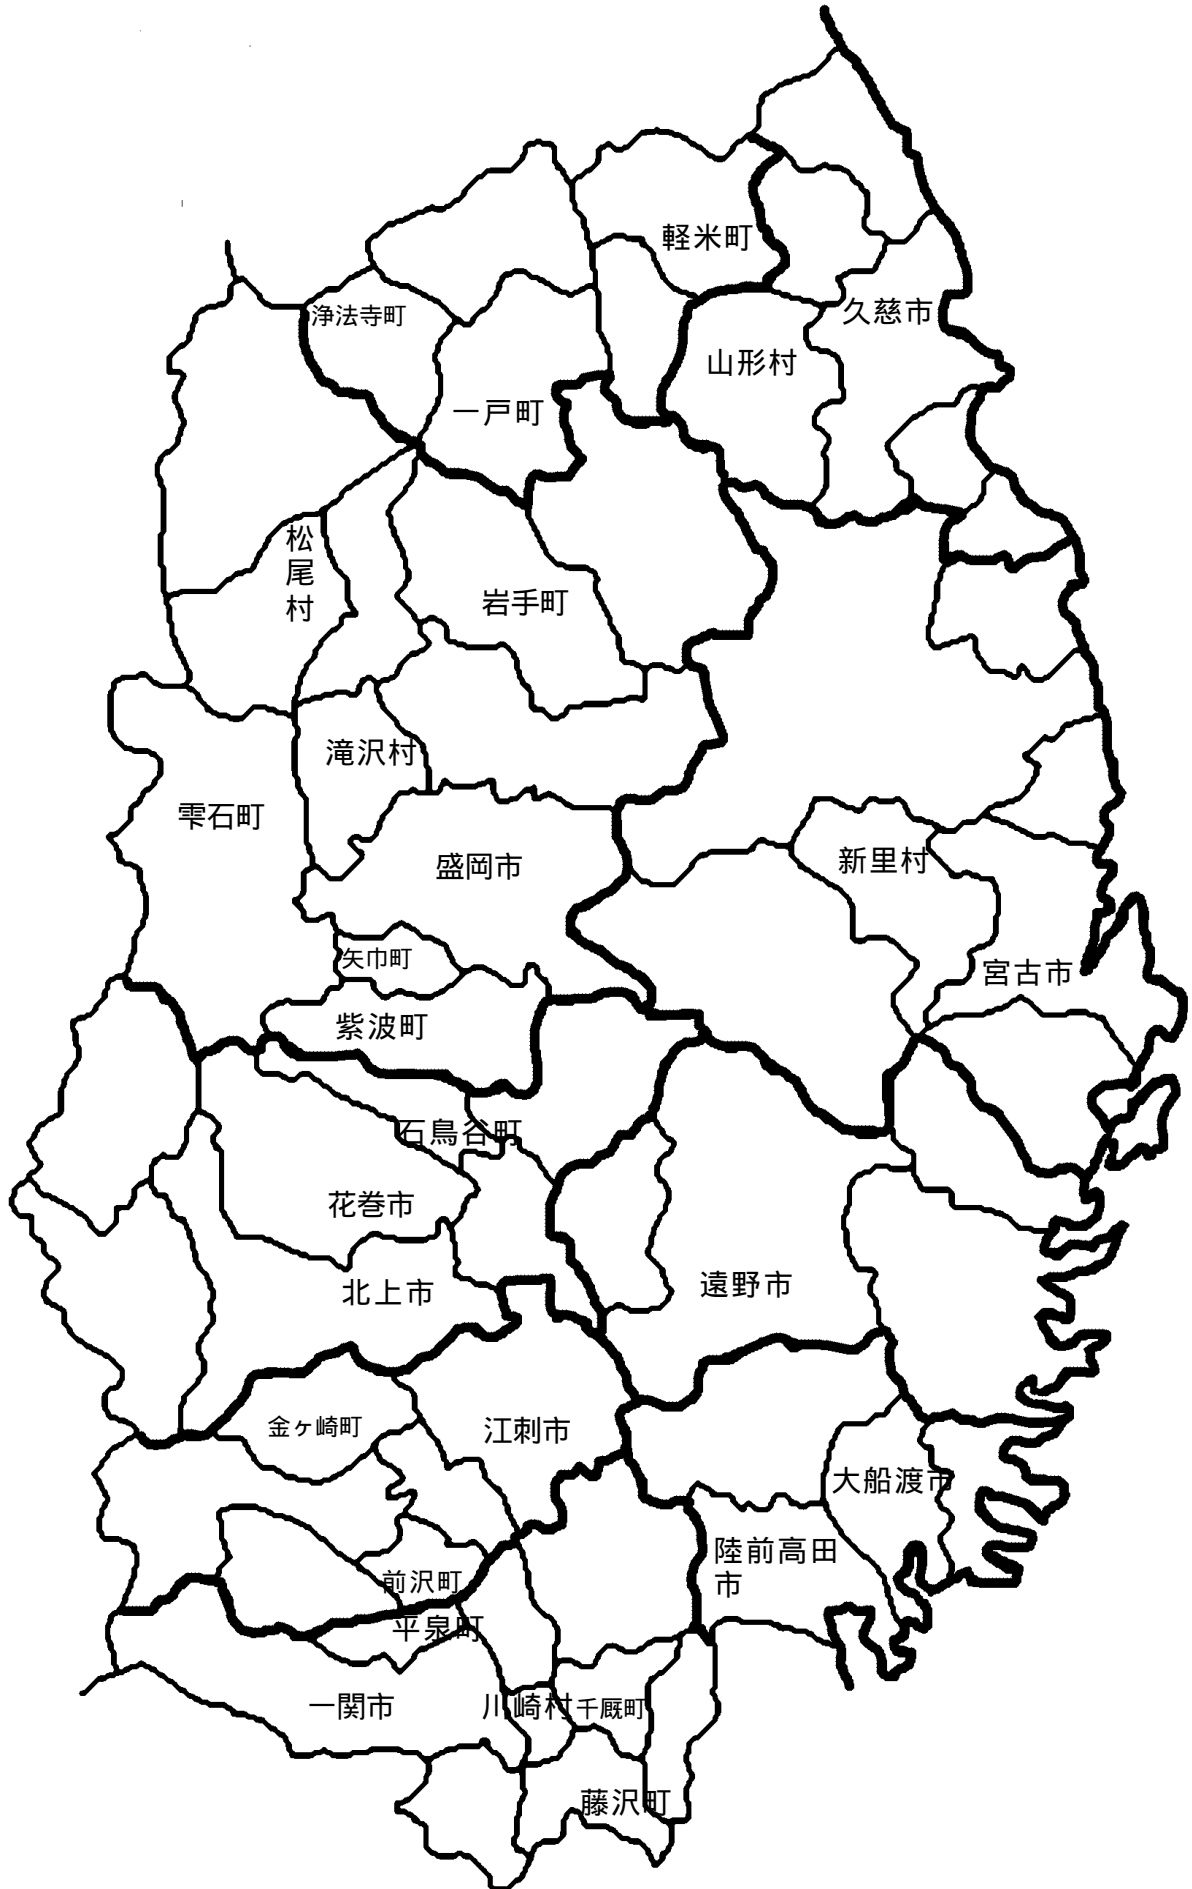 軽米町
久慈市
浄法寺町
山形村
一戸町
松
尾
村
岩手町
滝沢村
雫石町
盛岡市
新里村
矢巾町
宮古市
紫波町
石鳥谷町
花巻市
北上市
遠野市
金ヶ崎町
江刺市
大船渡市
陸前高田
市
前沢町
平泉町
一関市
川崎村
千厩町
藤沢町